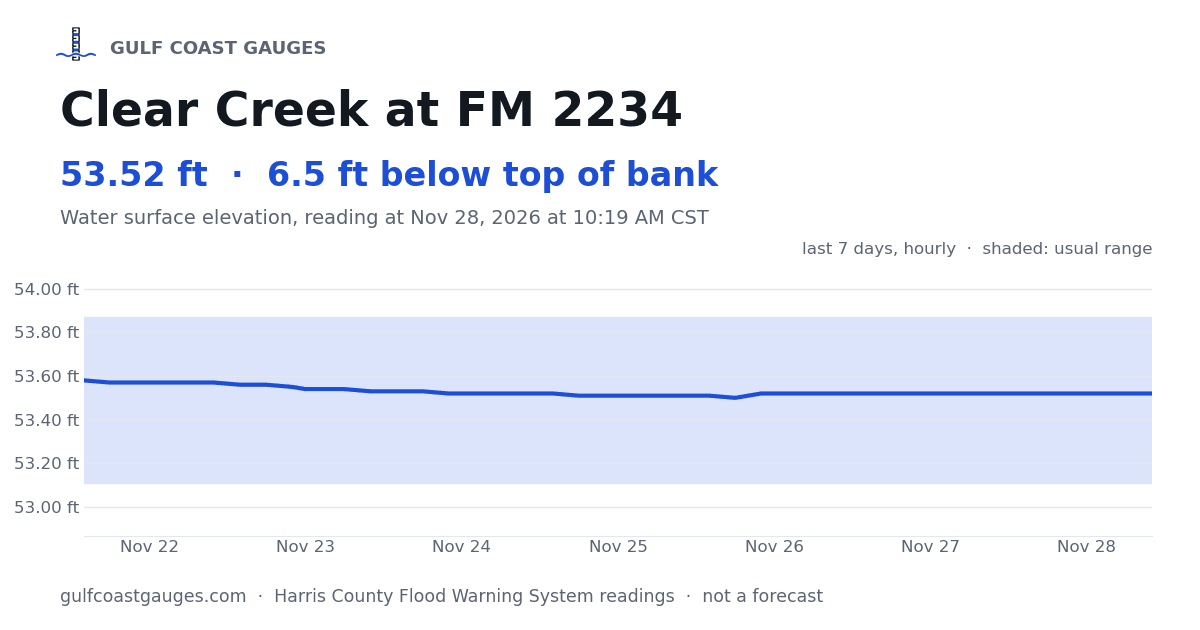 GULF COAST GAUGES
Clear Creek at FM 2234
53.52 ft · 6.5 ft below top of bank
Water surface elevation, reading at Nov 28, 2026 at 10:19 AM CST
last 7 days, hourly · shaded: usual range
54.00 ft
53.80 ft
53.60 ft
53.40 ft
53.20 ft
53.00 ft
Nov 22 Nov 23 Nov 24 Nov 25 Nov 26 Nov 27 Nov 28
gulfcoastgauges.com · Harris County Flood Warning System readings · not a forecast